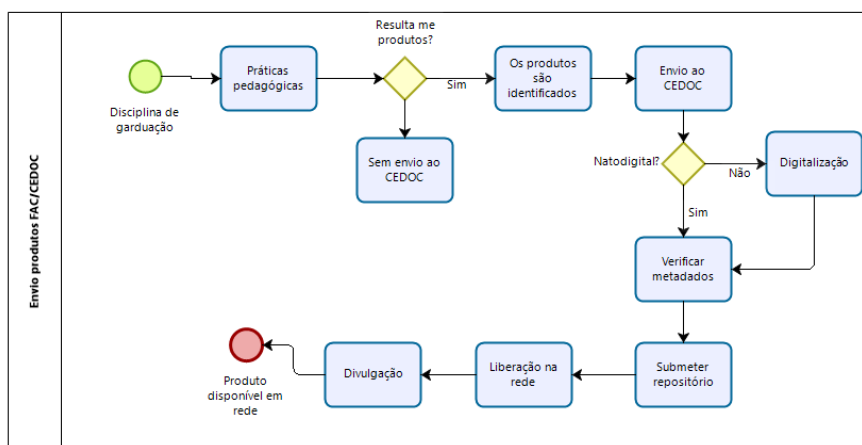 Envio produtos FAC/CEDOC
Disciplina de
garduação
Práticas
pedagógicas
Resulta me
produtos?
Sim
Os produtos
são
identificados
Envio ao
CEDOC
Sem envio ao
CEDOC
Natodigital?
Não
Digitalização
Sim
Verificar
metadados
Submeter
repositório
Liberação na
rede
Divulgação
Produto
disponível em
rede